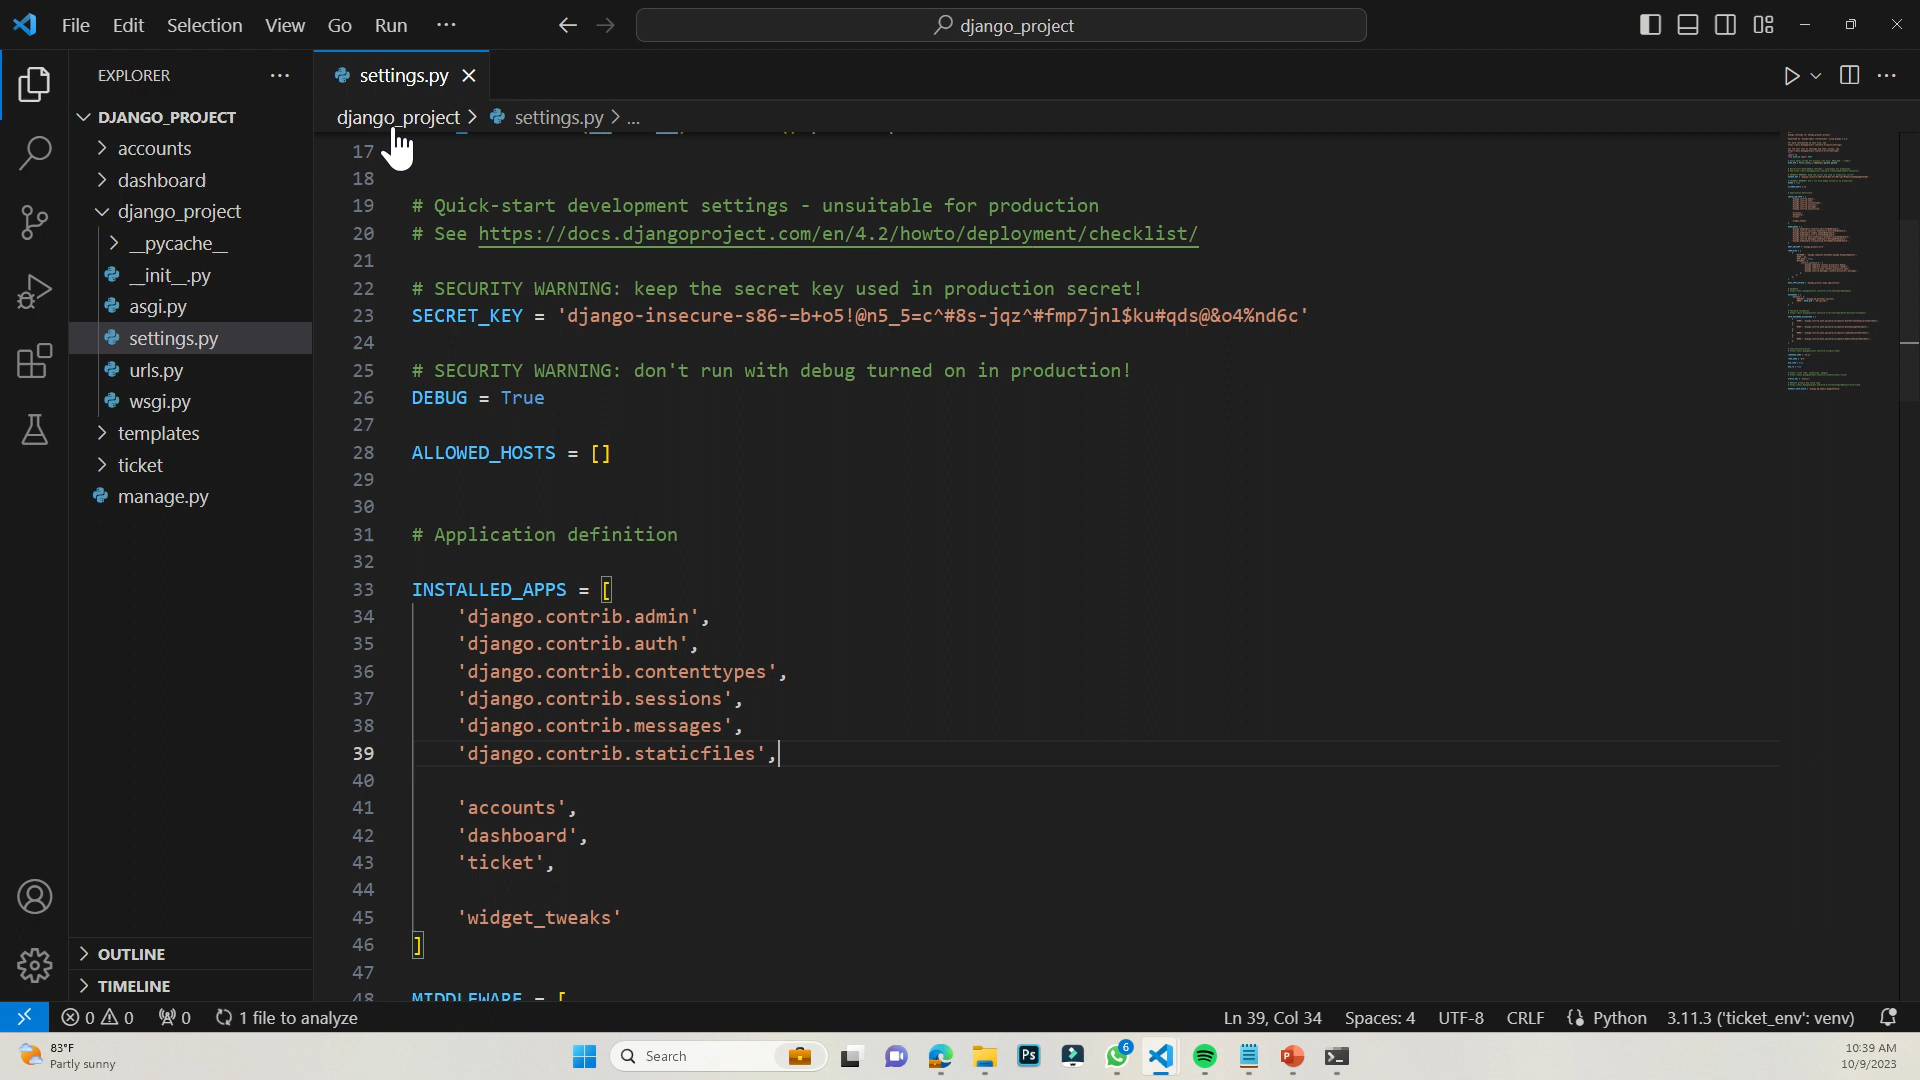 File Edit Selection View Go Run ···
django_project
EXPLORER
DJANGO_PROJECT
accounts
dashboard
django_project
__pycache__
__init__.py
asgi.py
settings.py
urls.py
wsgi.py
templates
ticket
manage.py
OUTLINE
TIMELINE
settings.py
django_project > settings.py > ...
17
18
19 # Quick-start development settings - unsuitable for production
20 # See https://docs.djangoproject.com/en/4.2/howto/deployment/checklist/
21
22 # SECURITY WARNING: keep the secret key used in production secret!
23 SECRET_KEY = 'django-insecure-s86-=b+o5!@n5_5=c^#8s-jqz^#fmp7jnl$ku#qds@&o4%nd6c'
24
25 # SECURITY WARNING: don't run with debug turned on in production!
26 DEBUG = True
27
28 ALLOWED_HOSTS = []
29
30
31 # Application definition
32
33 INSTALLED_APPS = [
34 'django.contrib.admin',
35 'django.contrib.auth',
36 'django.contrib.contenttypes',
37 'django.contrib.sessions',
38 'django.contrib.messages',
39 'django.contrib.staticfiles',
40
41 'accounts',
42 'dashboard',
43 'ticket',
44
45 'widget_tweaks'
46 ]
47
48 MIDDLEWARE = [
0 0 0 1 file to analyze
Ln 39, Col 34 Spaces: 4 UTF-8 CRLF Python 3.11.3 ('ticket_env': venv)
83°F
Partly sunny
Search
Ps
6
10:39 AM
10/9/2023